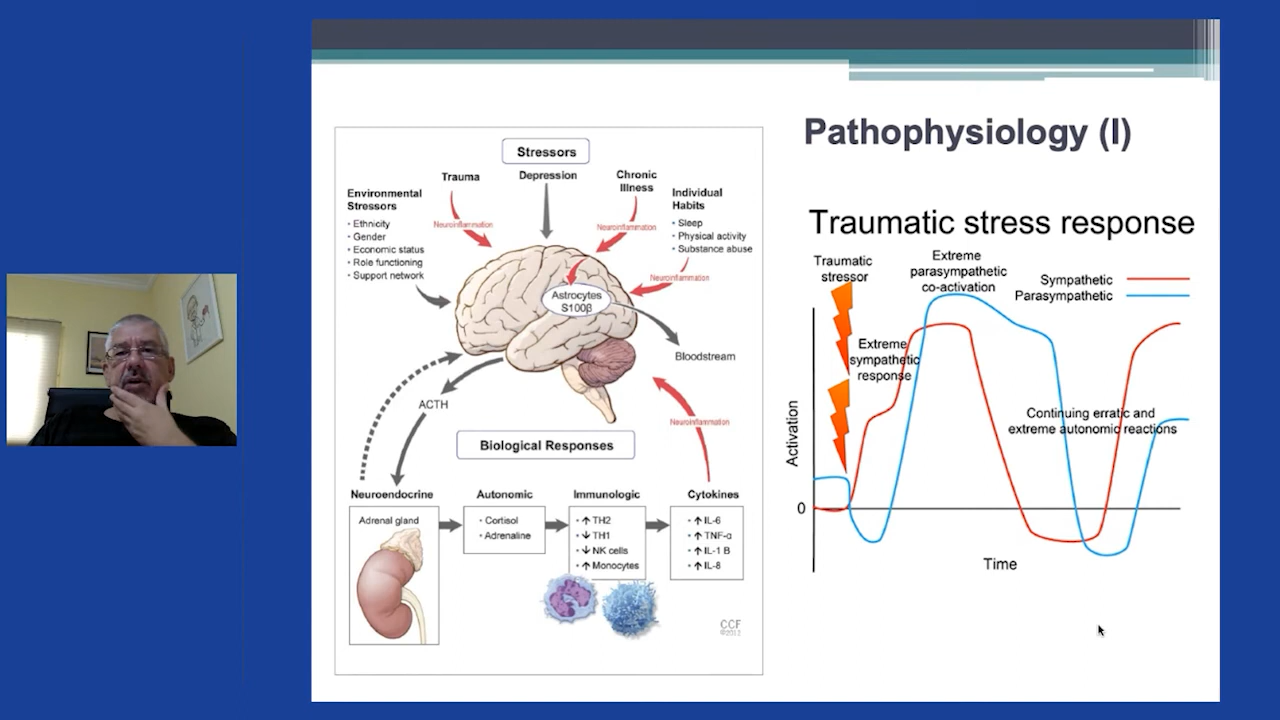 Pathophysiology (I)
Stressors
Trauma
Depression
Chronic
Illness
Environmental
Stressors
• Ethnicity
• Gender
• Economic status
• Role functioning
• Support network
Individual
Habits
• Sleep
• Physical activity
• Substance abuse
Neuroinflammation
Neuroinflammation
Neuroinflammation
Astrocytes
S100β
Bloodstream
ACTH
Neuroinflammation
Biological Responses
Neuroendocrine
Adrenal gland
Autonomic
• Cortisol
• Adrenaline
Immunologic
• ↑ TH2
• ↓ TH1
• ↓ NK cells
• ↑ Monocytes
Cytokines
• ↑ IL-6
• ↑ TNF-α
• ↑ IL-1 B
• ↑ IL-8
CCF
©2012
Traumatic stress response
Traumatic
stressor
Extreme
parasympathetic
co-activation
Sympathetic
Parasympathetic
Extreme
sympathetic
response
Continuing erratic and
extreme autonomic reactions
Activation
0
Time